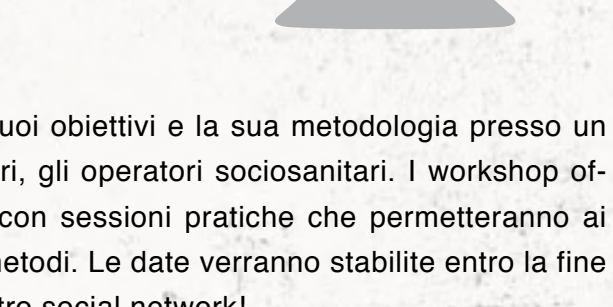 uoi obiettivi e la sua metodologia presso un
ri, gli operatori sociosanitari. I workshop of-
con sessioni pratiche che permetteranno ai
netodi. Le date verranno stabilite entro la fine
tro social network!